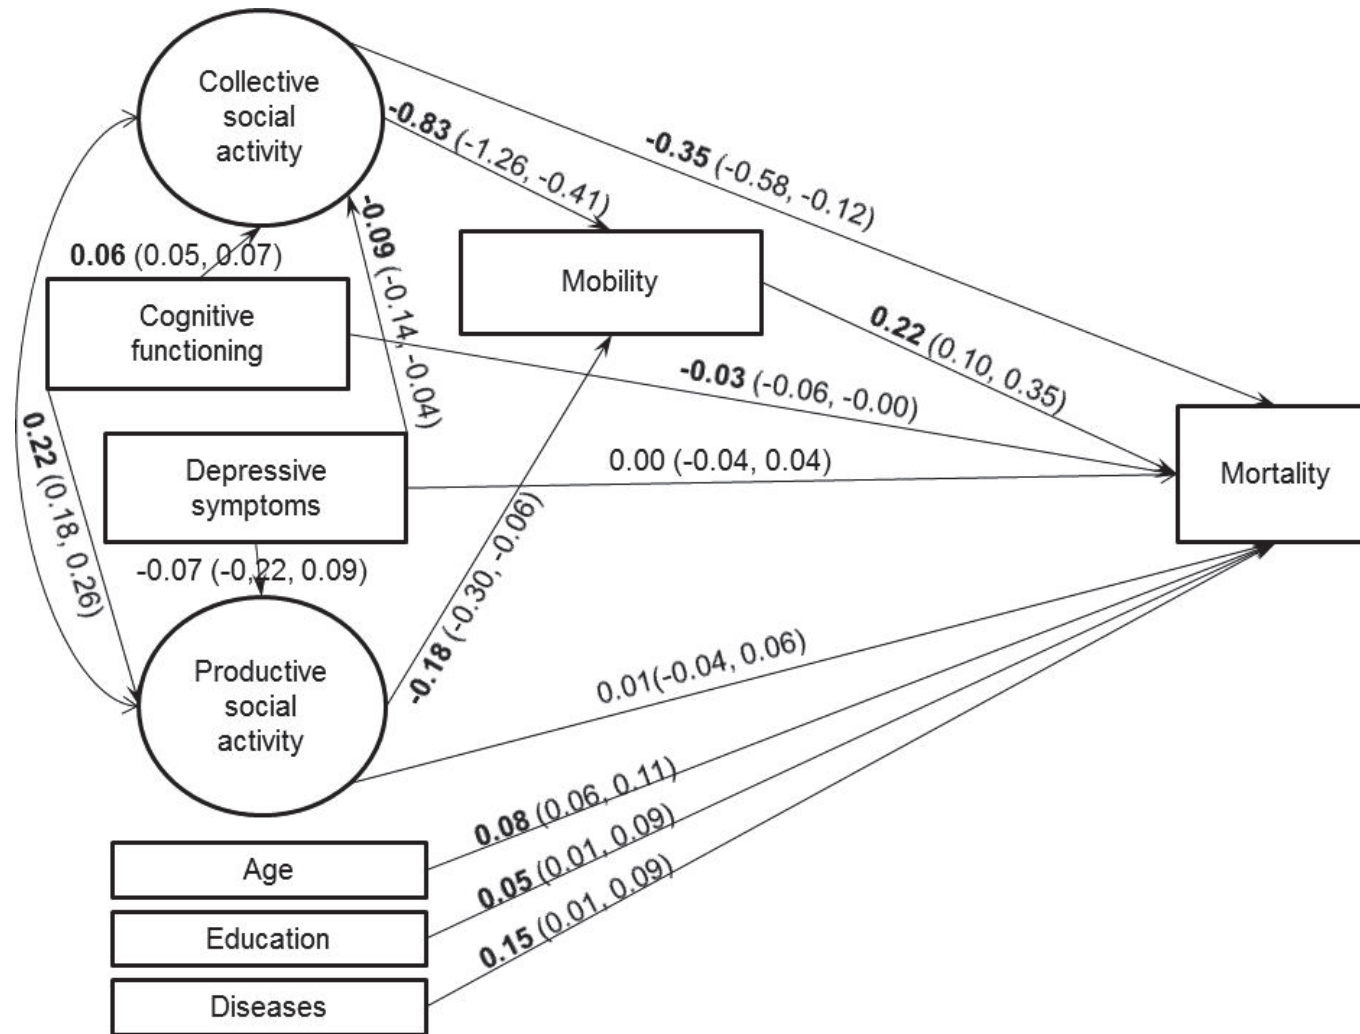 Collective
social
activity
-0.83 (-1.26, -0.41)
-0.35 (-0.58, -0.12)
0.06 (0.05, 0.07)
-0.09 (-0.14, -0.04)
Mobility
Cognitive
functioning
0.22 (0.10, 0.35)
-0.03 (-0.06, -0.00)
0.22 (0.18, 0.26)
Depressive
symptoms
0.00 (-0.04, 0.04)
Mortality
-0.07 (-0,22, 0.09)
-0.18 (-0.30, -0.06)
Productive
social
activity
0.01(-0.04, 0.06)
0.08 (0.06, 0.11)
Age
0.05 (0.01, 0.09)
Education
0.15 (0.01, 0.09)
Diseases